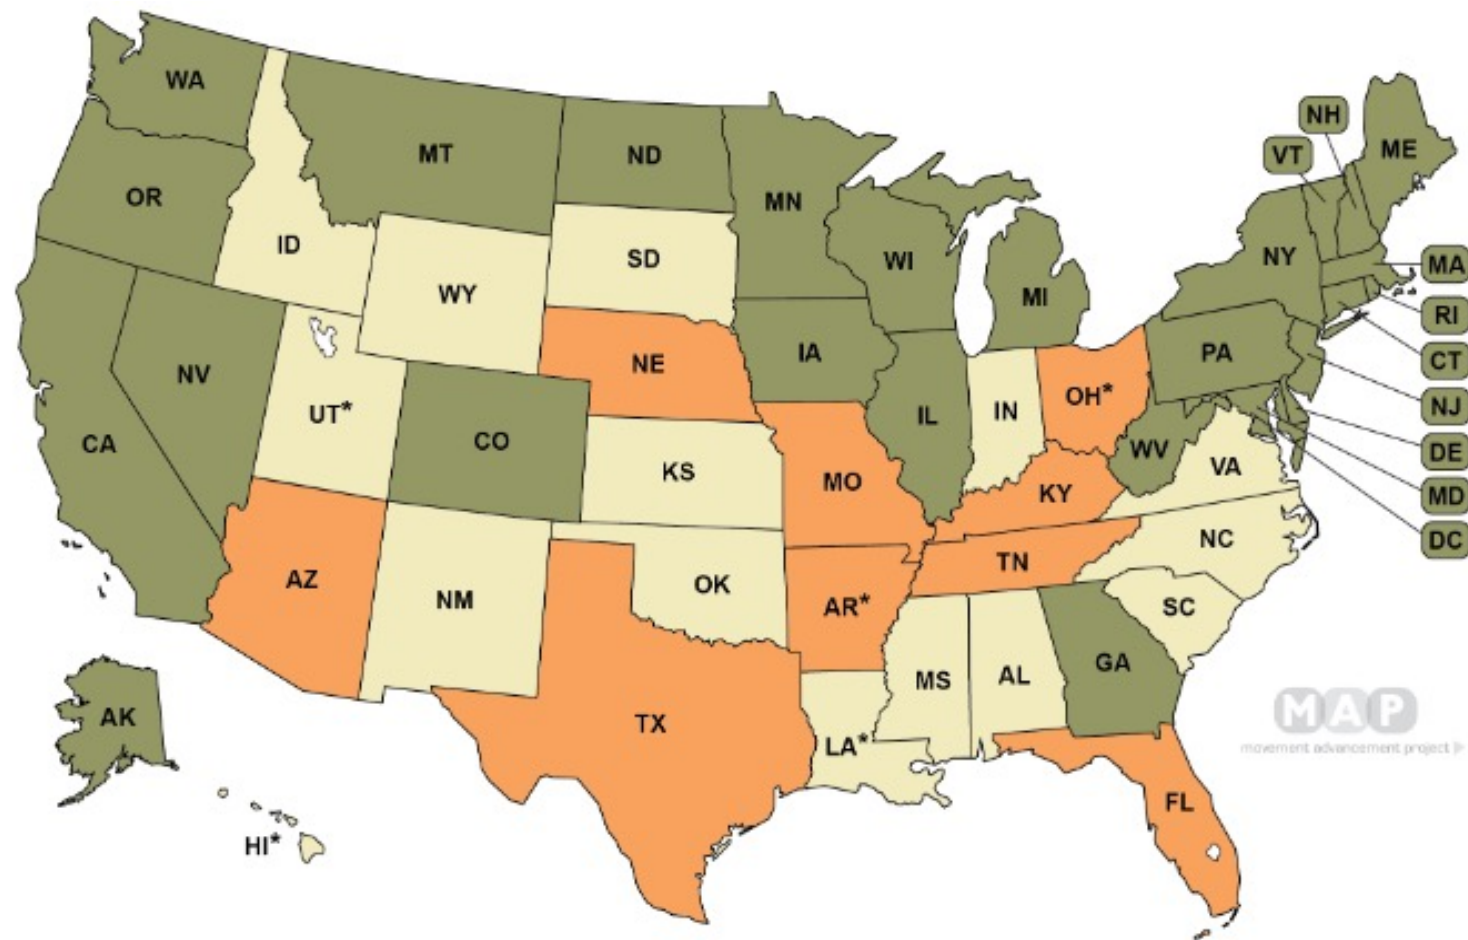 WA
MT
ND
MN
OR
ID
WY
SD
WI
MI
NH
VT
ME
NY
MA
RI
CT
NJ
DE
MD
DC
PA
NV
UT*
CO
NE
IA
IL
IN
OH*
WV
VA
CA
KS
MO
KY
NC
TN
AZ
NM
OK
AR*
SC
MS
AL
GA
TX
LA*
FL
AK
HI*
MAP
movement advancement project